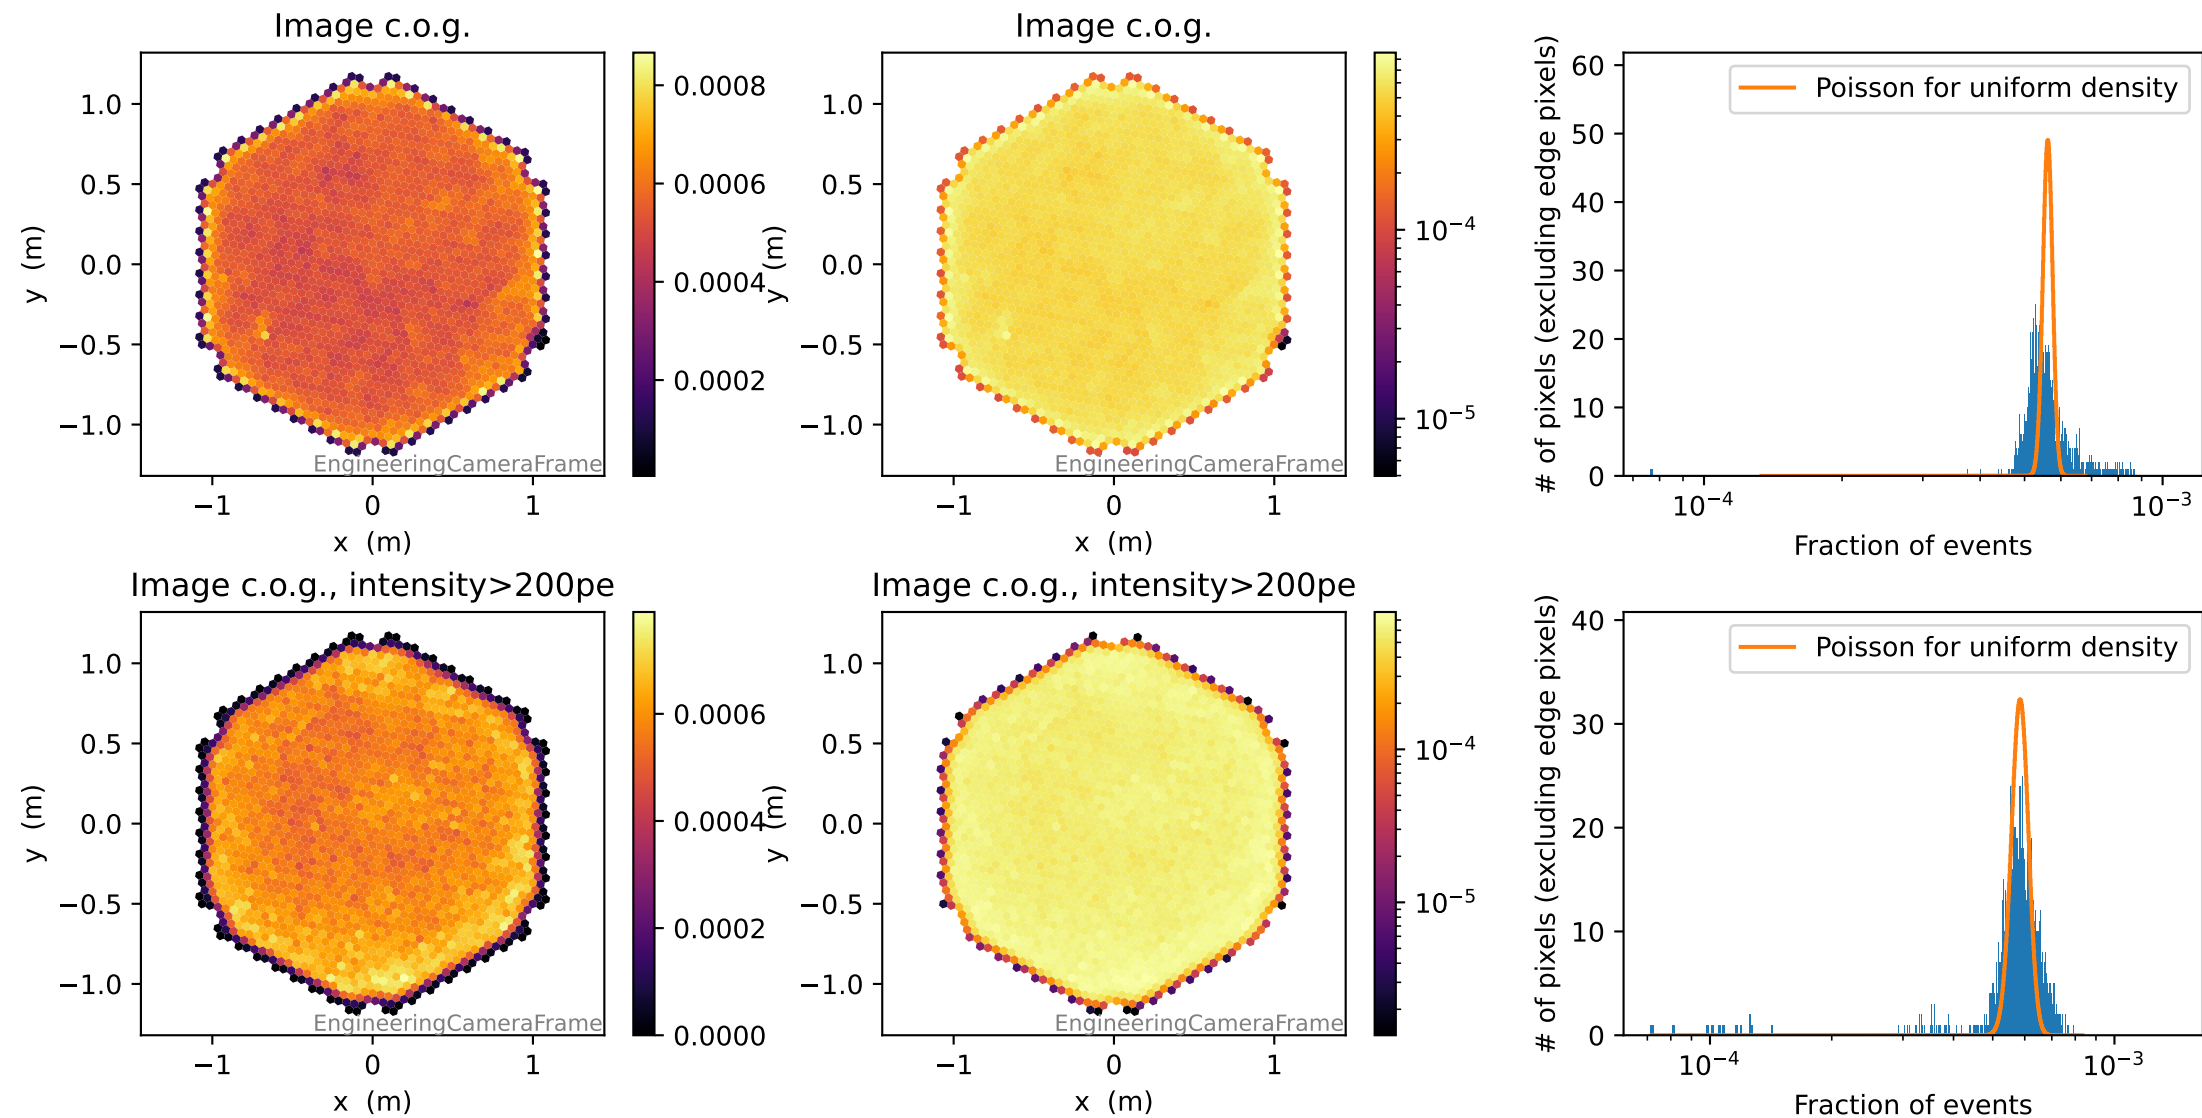 Image c.o.g.
1.0
0.5
0.0
−0.5
−1.0
y (m)
−1
0
1
x (m)
EngineeringCameraFrame
0.0008
0.0006
0.0004
0.0002
Image c.o.g.
1.0
0.5
0.0
−0.5
−1.0
y (m)
−1
0
1
x (m)
EngineeringCameraFrame
10⁻⁴
10⁻⁵
60
50
40
30
20
10
0
# of pixels (excluding edge pixels)
Poisson for uniform density
10⁻⁴
10⁻³
Fraction of events
Image c.o.g., intensity>200pe
1.0
0.5
0.0
−0.5
−1.0
y (m)
−1
0
1
x (m)
EngineeringCameraFrame
0.0006
0.0004
0.0002
0.0000
Image c.o.g., intensity>200pe
1.0
0.5
0.0
−0.5
−1.0
y (m)
−1
0
1
x (m)
EngineeringCameraFrame
10⁻⁴
10⁻⁵
40
30
20
10
0
# of pixels (excluding edge pixels)
Poisson for uniform density
10⁻⁴
10⁻³
Fraction of events